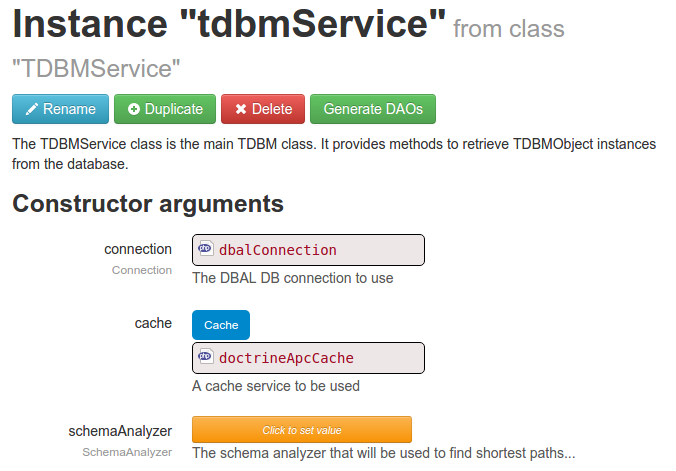 Instance "tdbmService" from class
"TDBMService"
Rename Duplicate Delete Generate DAOs
The TDBMService class is the main TDBM class. It provides methods to retrieve TDBMObject instances
from the database.
Constructor arguments
connection php dbalConnection
Connection The DBAL DB connection to use
cache Cache
php doctrineApcCache
A cache service to be used
schemaAnalyzer Click to set value
SchemaAnalyzer The schema analyzer that will be used to find shortest paths...